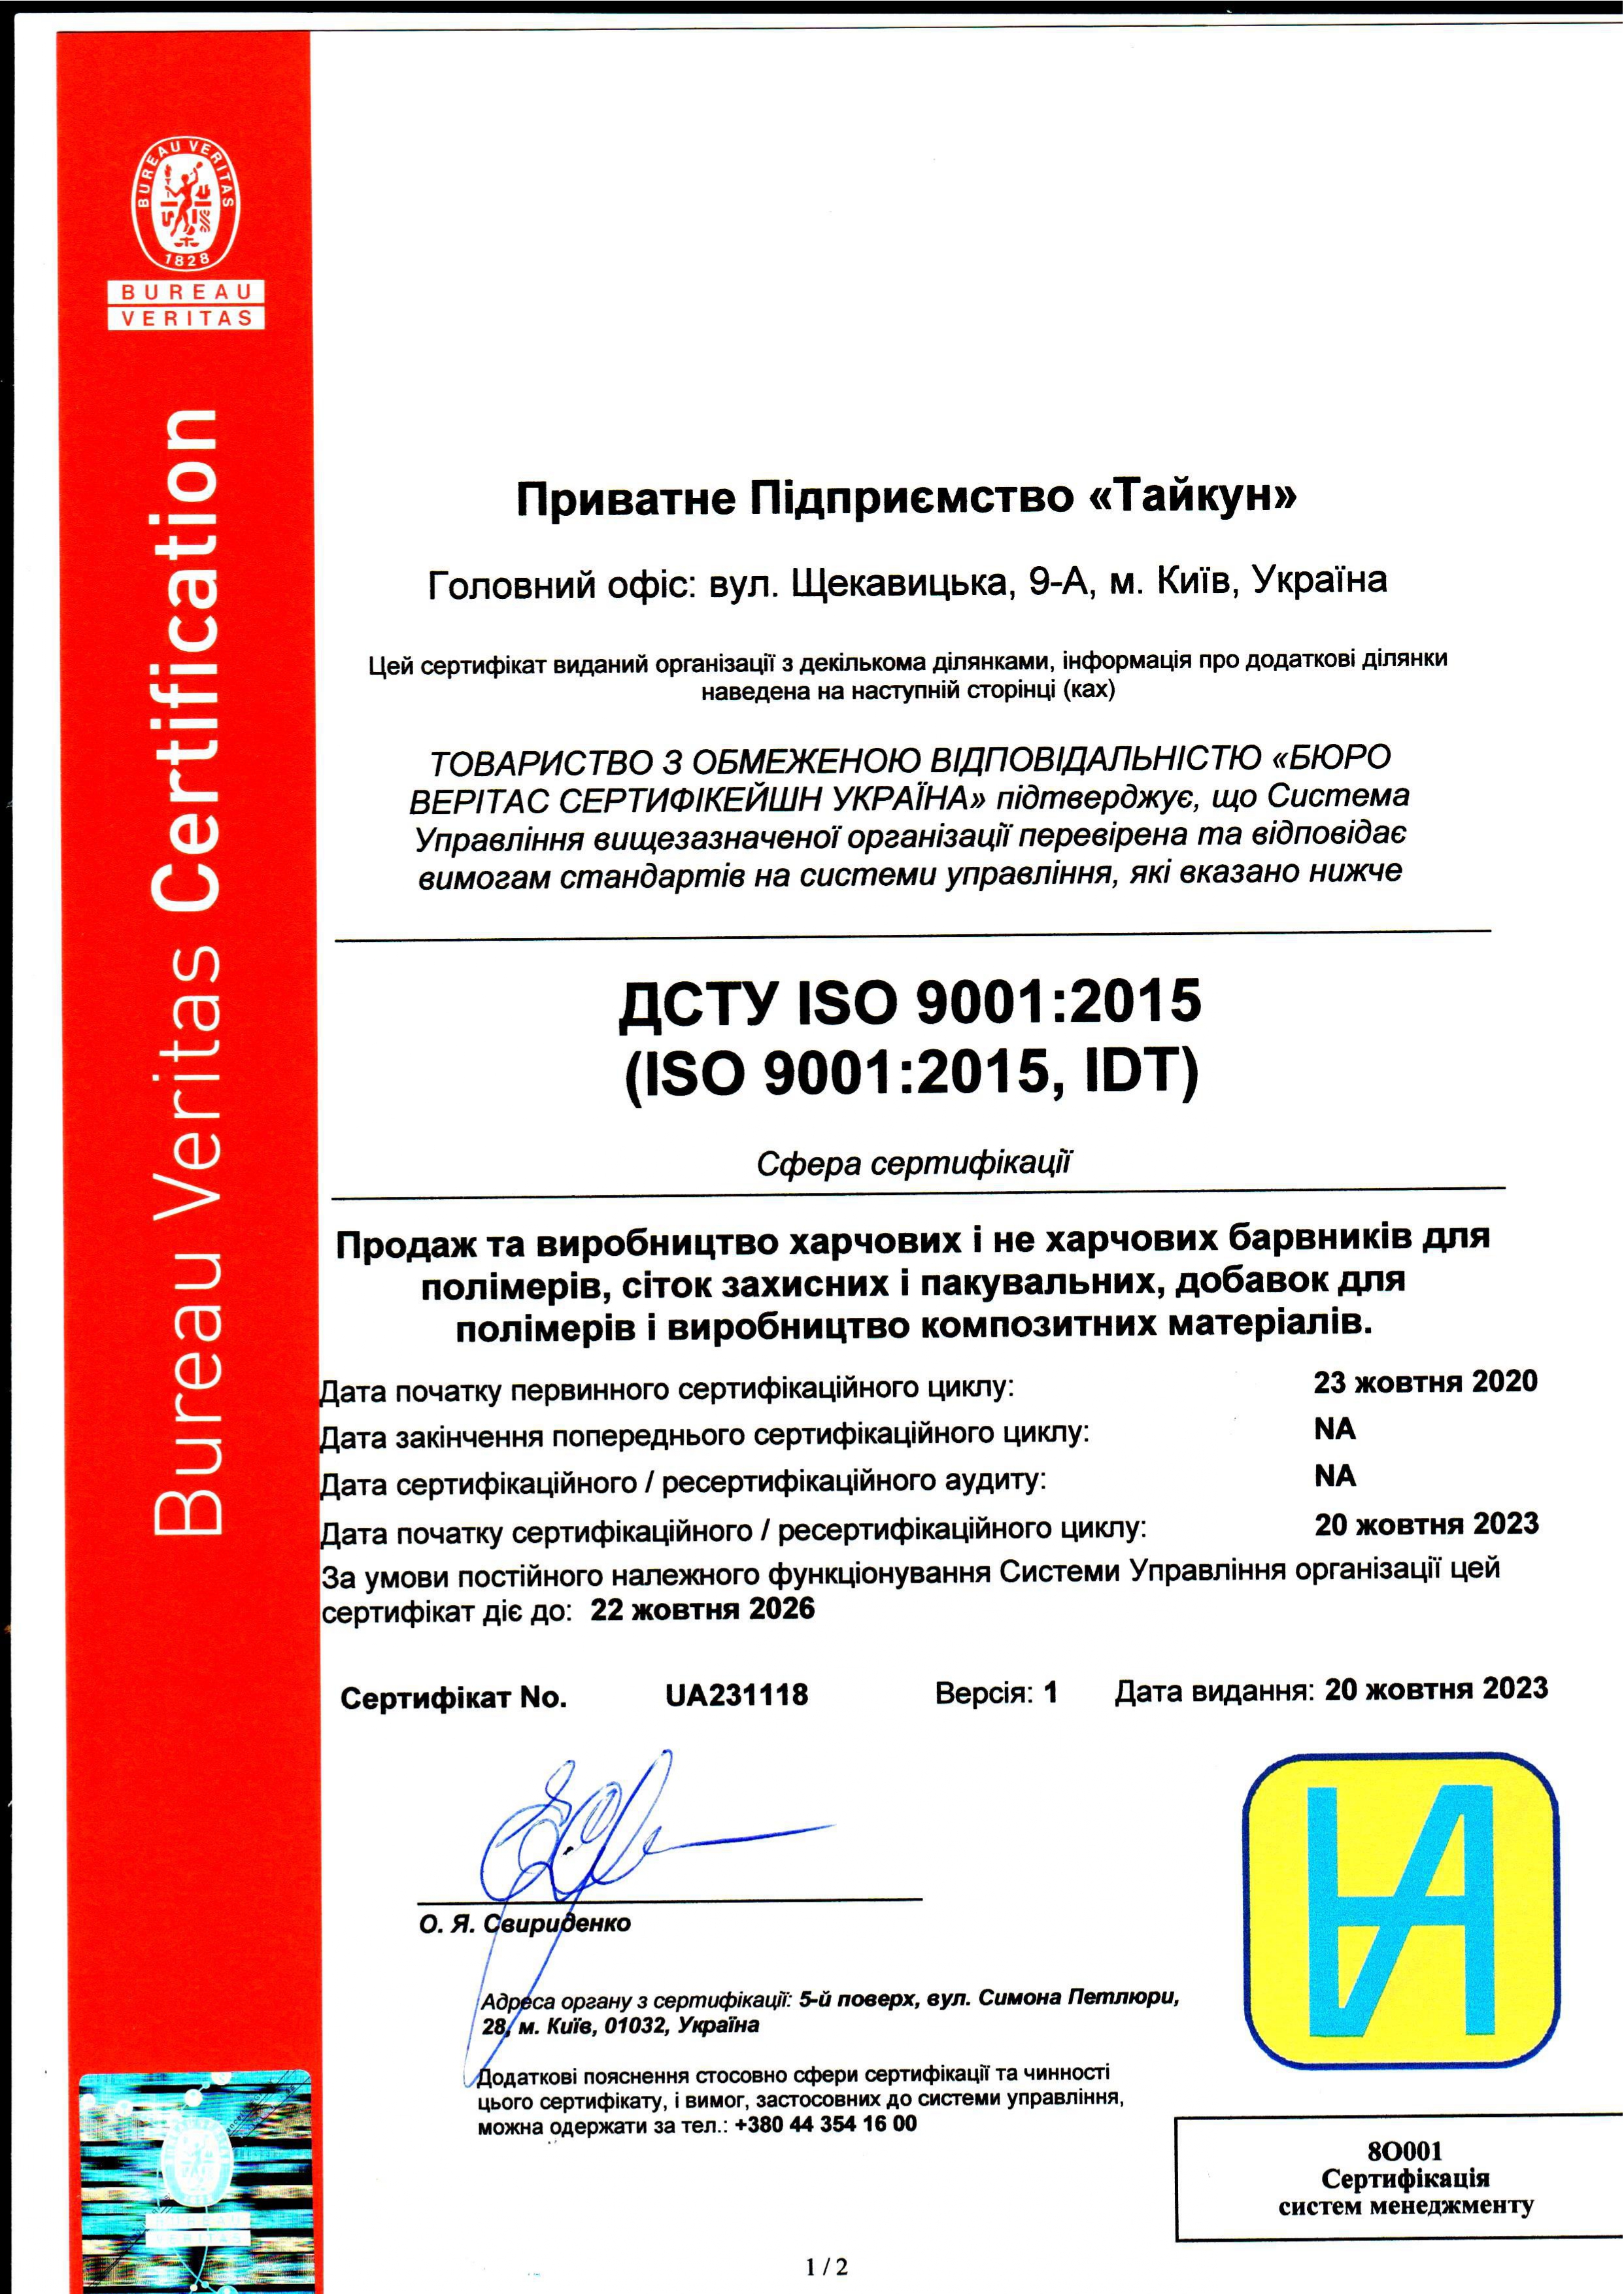 BUREAU VERITAS
1828
BUREAU
VERITAS
Bureau Veritas Certification
Приватне Підприємство «Тайкун»
Головний офіс: вул. Щекавицька, 9-А, м. Київ, Україна
Цей сертифікат виданий організації з декількома ділянками, інформація про додаткові ділянки
наведена на наступній сторінці (ках)
ТОВАРИСТВО З ОБМЕЖЕНОЮ ВІДПОВІДАЛЬНІСТЮ «БЮРО
ВЕРІТАС СЕРТИФІКЕЙШН УКРАЇНА» підтверджує, що Система
Управління вищезазначеної організації перевірена та відповідає
вимогам стандартів на системи управління, які вказано нижче
ДСТУ ISO 9001:2015
(ISO 9001:2015, IDT)
Сфера сертифікації
Продаж та виробництво харчових і не харчових барвників для
полімерів, сіток захисних і пакувальних, добавок для
полімерів і виробництво композитних матеріалів.
Дата початку первинного сертифікаційного циклу: 23 жовтня 2020
Дата закінчення попереднього сертифікаційного циклу: NA
Дата сертифікаційного / ресертифікаційного аудиту: NA
Дата початку сертифікаційного / ресертифікаційного циклу: 20 жовтня 2023
За умови постійного належного функціонування Системи Управління організації цей
сертифікат діє до: 22 жовтня 2026
Сертифікат No. UA231118 Версія: 1 Дата видання: 20 жовтня 2023
О. Я. Свириденко
Адреса органу з сертифікації: 5-й поверх, вул. Симона Петлюри,
28, м. Київ, 01032, Україна
Додаткові пояснення стосовно сфери сертифікації та чинності
цього сертифікату, і вимог, застосовних до системи управління,
можна одержати за тел.: +380 44 354 16 00
8О001
Сертифікація
систем менеджменту
BUREAU
VERITAS
1 / 2